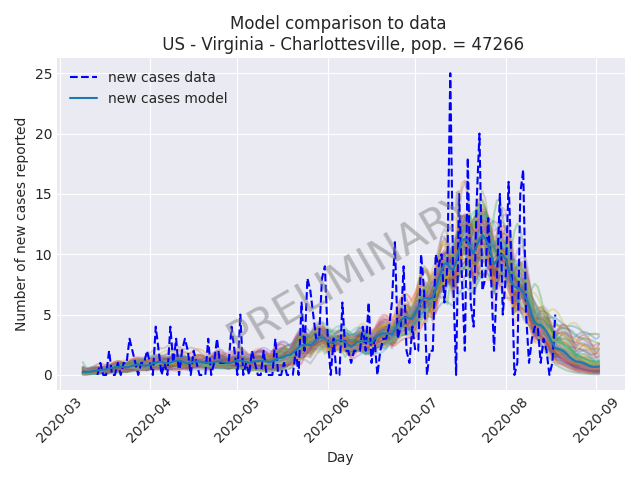 Model comparison to data
US - Virginia - Charlottesville, pop. = 47266
new cases data
new cases model
PRELIMINARY
Number of new cases reported
25
20
15
10
5
0
2020-03
2020-04
2020-05
2020-06
2020-07
2020-08
2020-09
Day